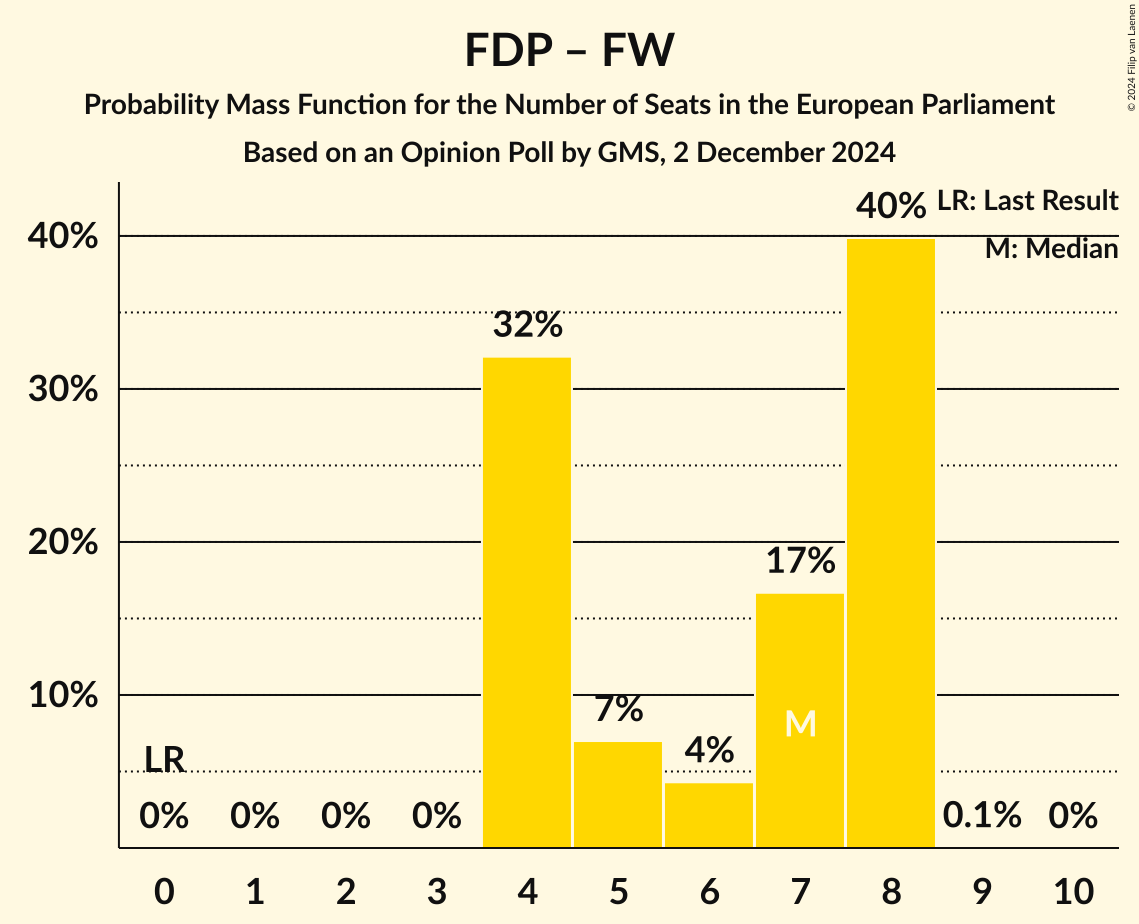 FDP – FW
Probability Mass Function for the Number of Seats in the European Parliament
Based on an Opinion Poll by GMS, 2 December 2024
© 2024 Filip van Laenen
LR: Last Result
M: Median
40%
30%
20%
10%
LR
0%
0%
0%
0%
32%
7%
4%
17%
M
40%
0.1%
0%
0 1 2 3 4 5 6 7 8 9 10